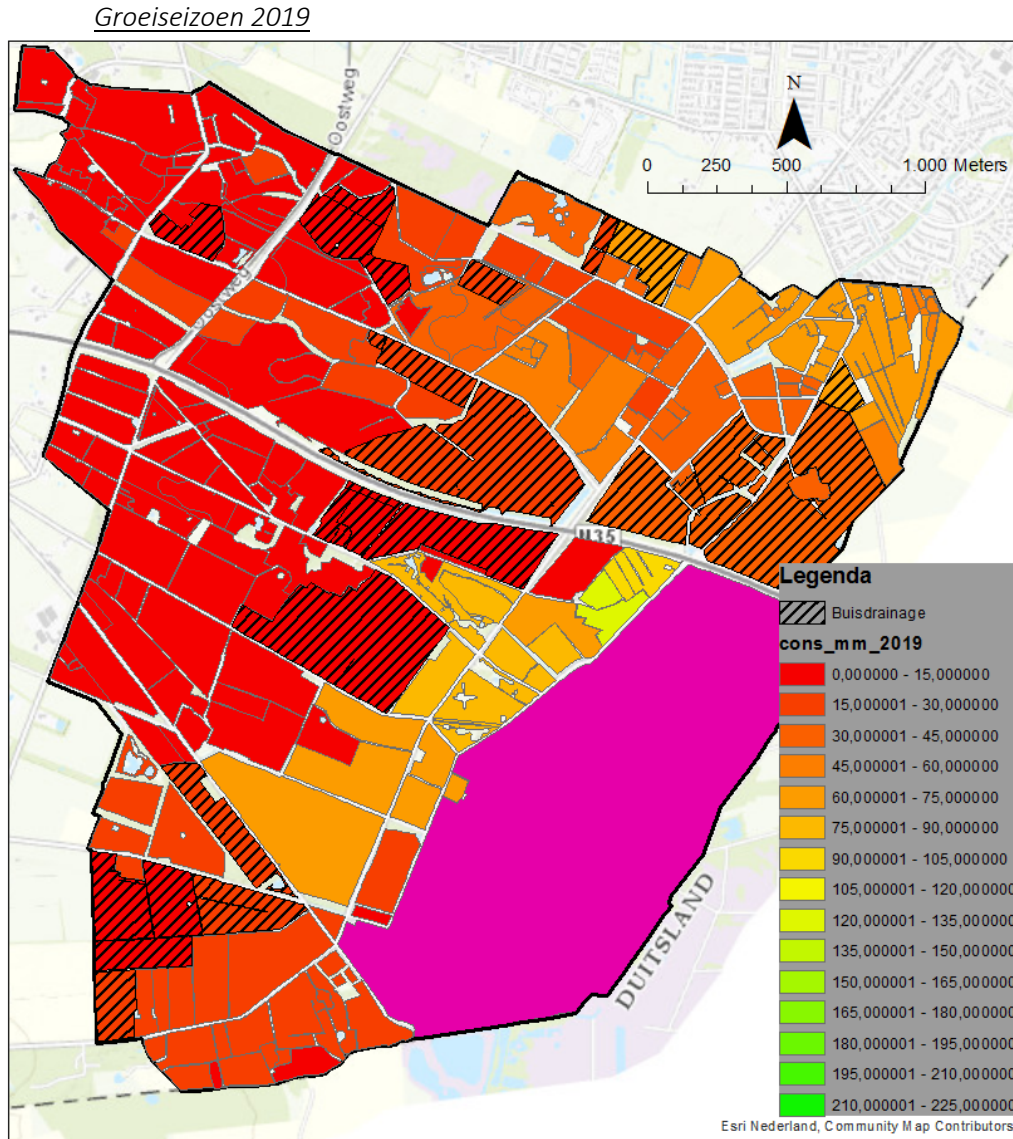 Groeiseizoen 2019
Oostweg
N
0 250 500 1.000 Meters
Oostweg
N35
DUITSLAND
Legenda
Buisdrainage
cons_mm_2019
0,000000 - 15,000000
15,000001 - 30,000000
30,000001 - 45,000000
45,000001 - 60,000000
60,000001 - 75,000000
75,000001 - 90,000000
90,000001 - 105,000000
105,000001 - 120,000000
120,000001 - 135,000000
135,000001 - 150,000000
150,000001 - 165,000000
165,000001 - 180,000000
180,000001 - 195,000000
195,000001 - 210,000000
210,000001 - 225,000000
Esri Nederland, Community Map Contributors